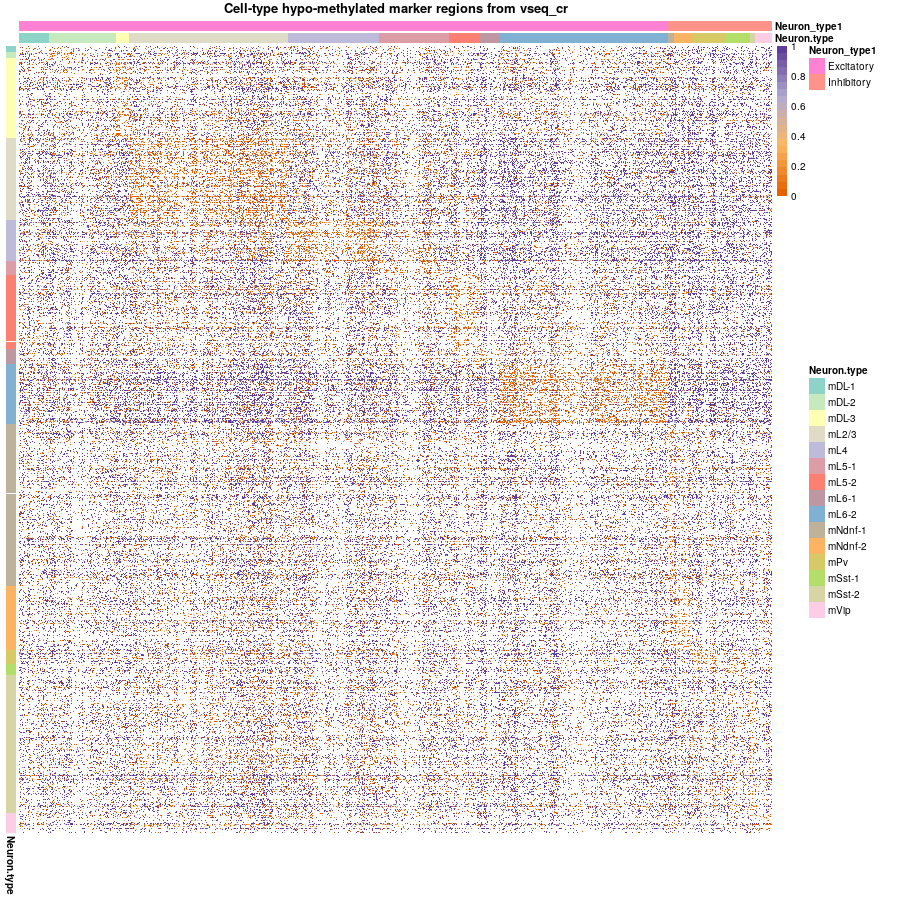 Cell-type hypo-methylated marker regions from vseq_cr
Neuron_type1
Neuron.type
1
0.8
0.6
0.4
0.2
0
Neuron_type1
Excitatory
Inhibitory
Neuron.type
mDL-1
mDL-2
mDL-3
mL2/3
mL4
mL5-1
mL5-2
mL6-1
mL6-2
mNdnf-1
mNdnf-2
mPv
mSst-1
mSst-2
mVip
Neuron.type